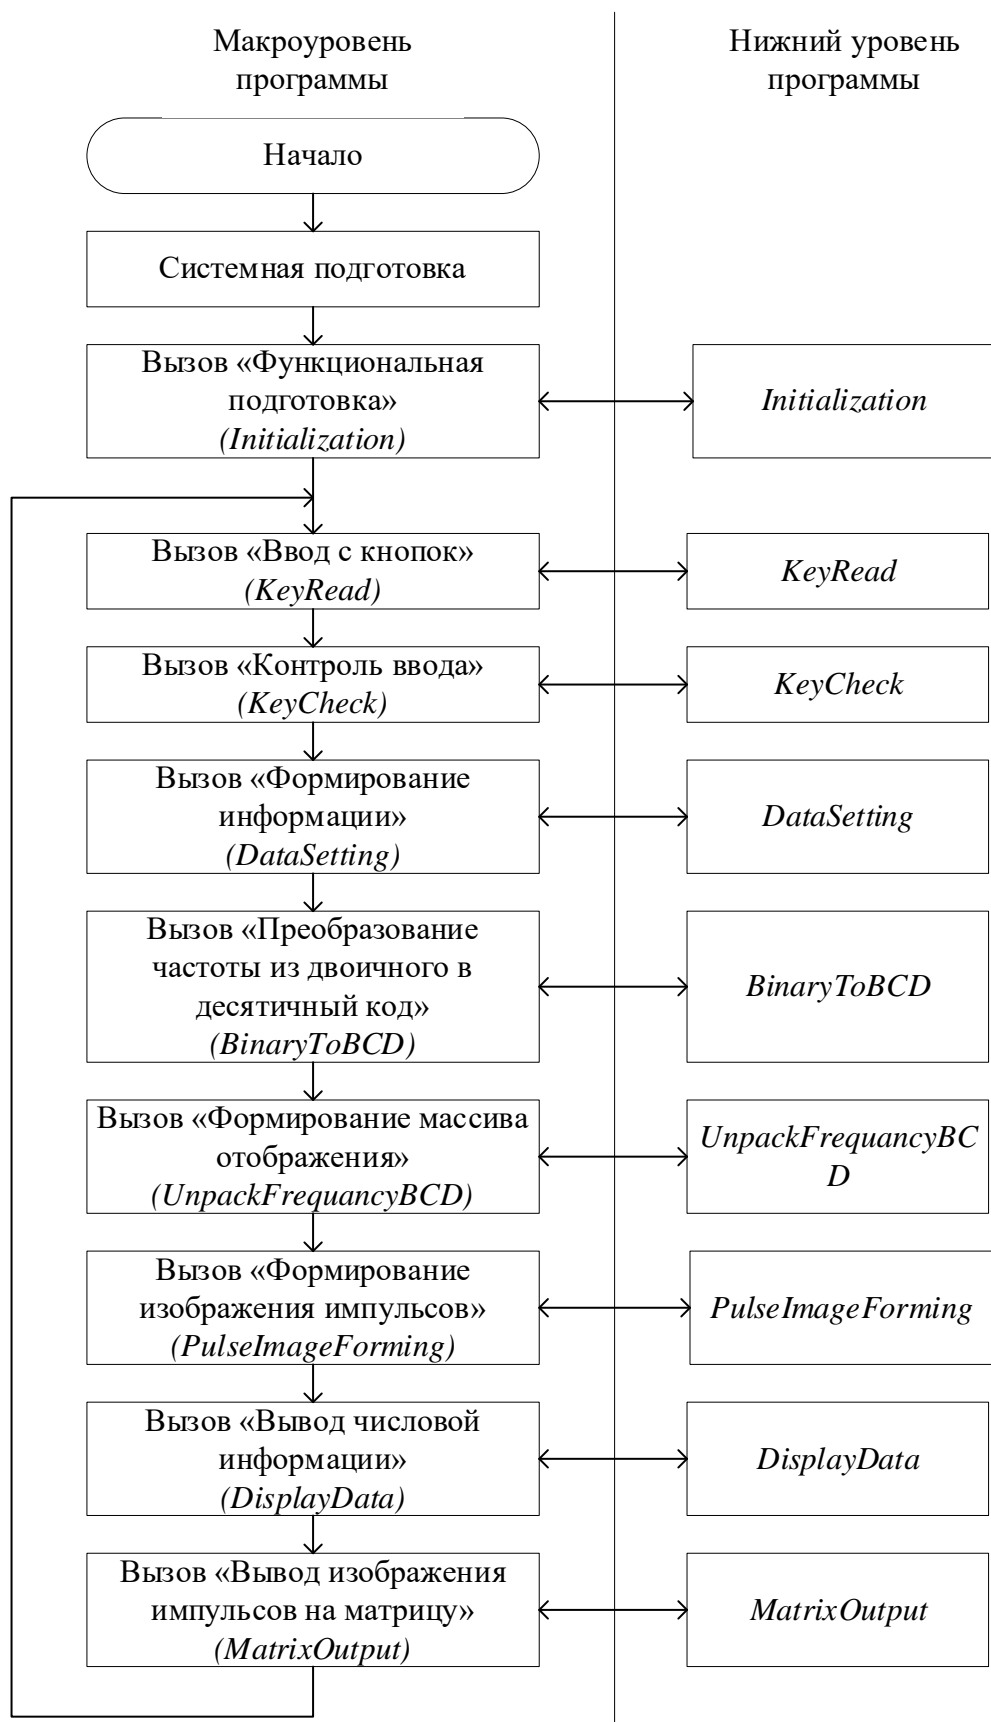 Макроуровень
программы
Нижний уровень
программы
Начало
Системная подготовка
Вызов «Функциональная
подготовка»
(Initialization)
Initialization
Вызов «Ввод с кнопок»
(KeyRead)
KeyRead
Вызов «Контроль ввода»
(KeyCheck)
KeyCheck
Вызов «Формирование
информации»
(DataSetting)
DataSetting
Вызов «Преобразование
частоты из двоичного в
десятичный код»
(BinaryToBCD)
BinaryToBCD
Вызов «Формирование массива
отображения»
(UnpackFrequancyBCD)
UnpackFrequancyBC
D
Вызов «Формирование
изображения импульсов»
(PulseImageForming)
PulseImageForming
Вызов «Вывод числовой
информации»
(DisplayData)
DisplayData
Вызов «Вывод изображения
импульсов на матрицу»
(MatrixOutput)
MatrixOutput